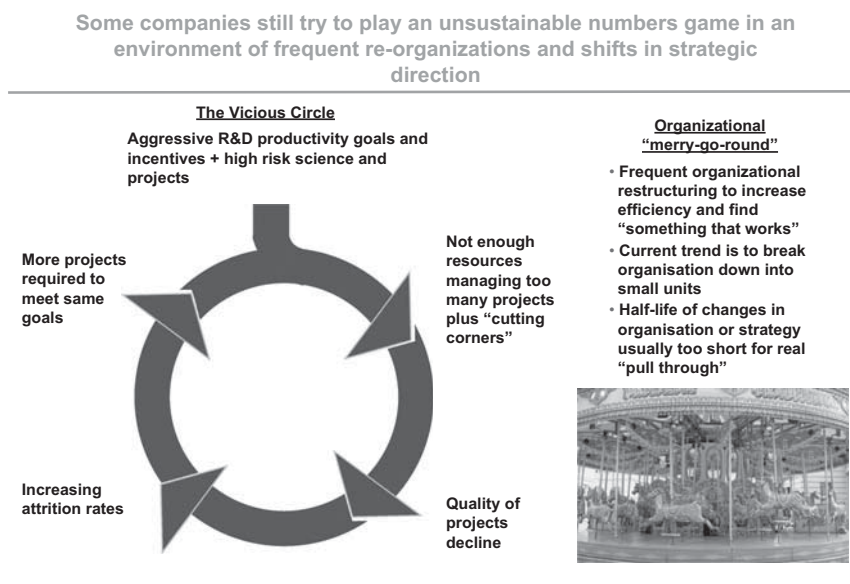 Some companies still try to play an unsustainable numbers game in an
environment of frequent re-organizations and shifts in strategic
direction
The Vicious Circle
Aggressive R&D productivity goals and
incentives + high risk science and
projects
More projects
required to
meet same
goals
Not enough
resources
managing too
many projects
plus “cutting
corners”
Increasing
attrition rates
Quality of
projects
decline
Organizational
“merry-go-round”
• Frequent organizational
restructuring to increase
efficiency and find
“something that works”
• Current trend is to break
organisation down into
small units
• Half-life of changes in
organisation or strategy
usually too short for real
“pull through”